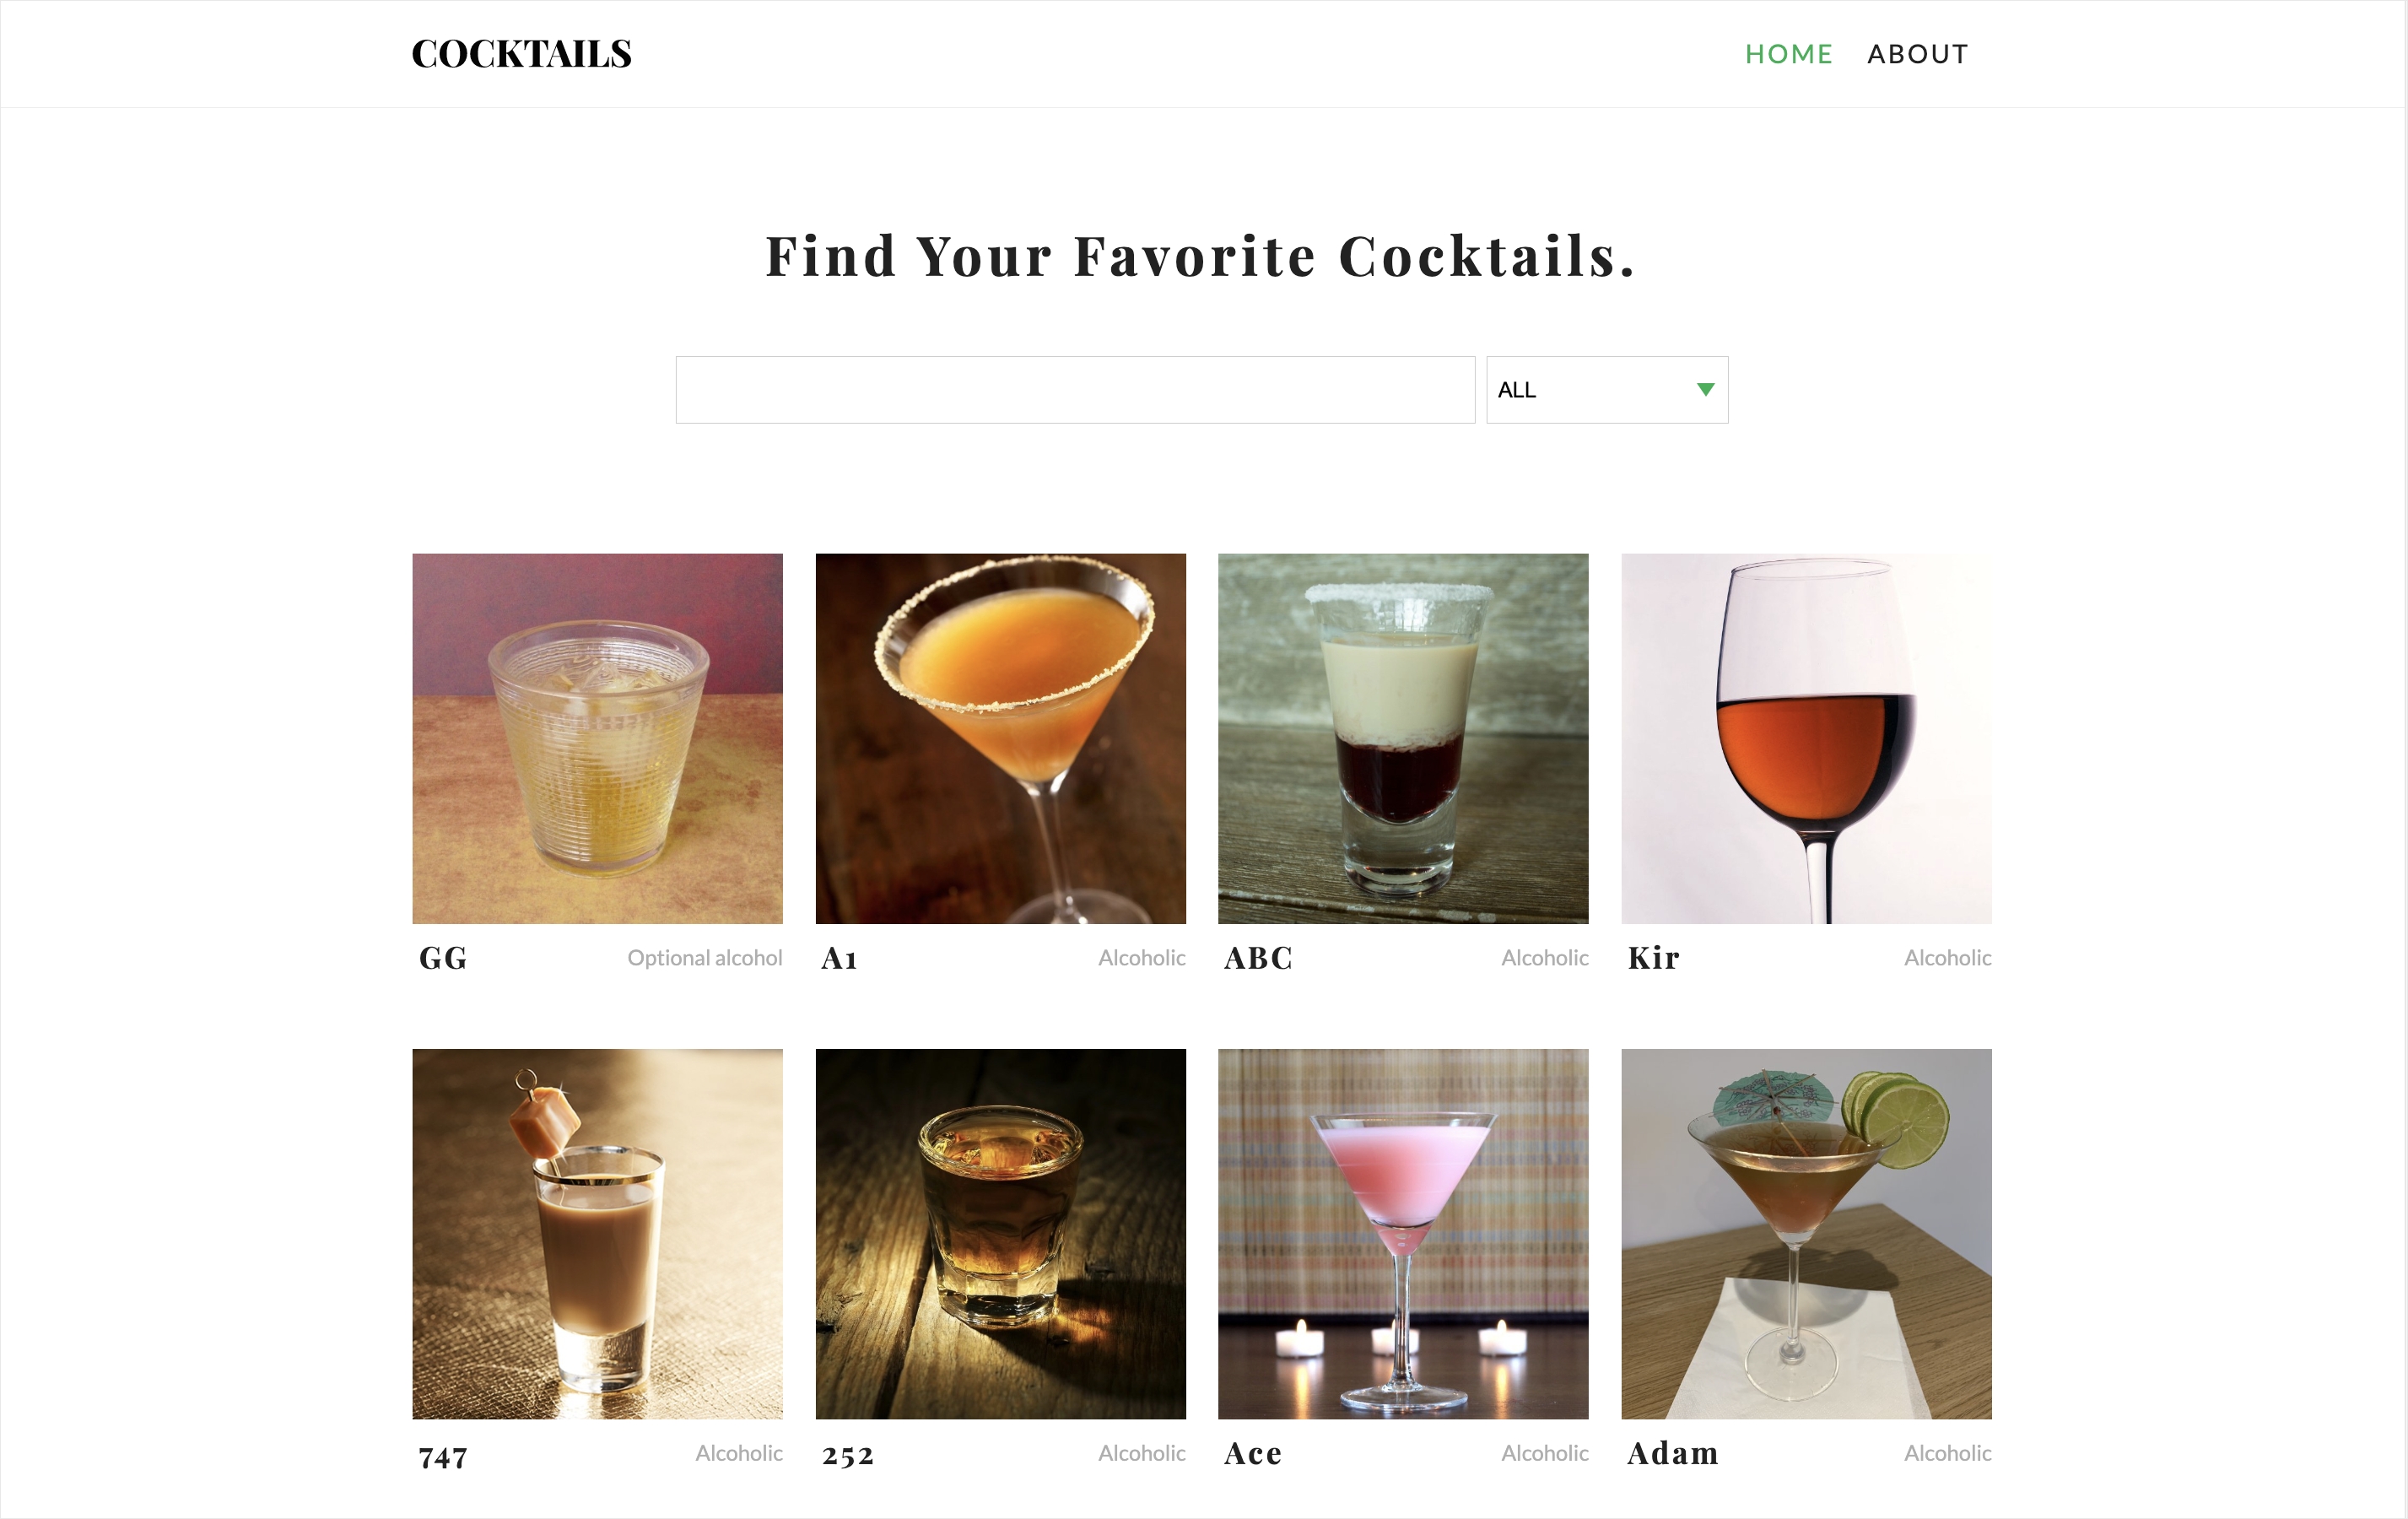 COCKTAILS
HOME ABOUT
Find Your Favorite Cocktails.
ALL
GG Optional alcohol
A1 Alcoholic
ABC Alcoholic
Kir Alcoholic
747 Alcoholic
252 Alcoholic
Ace Alcoholic
Adam Alcoholic